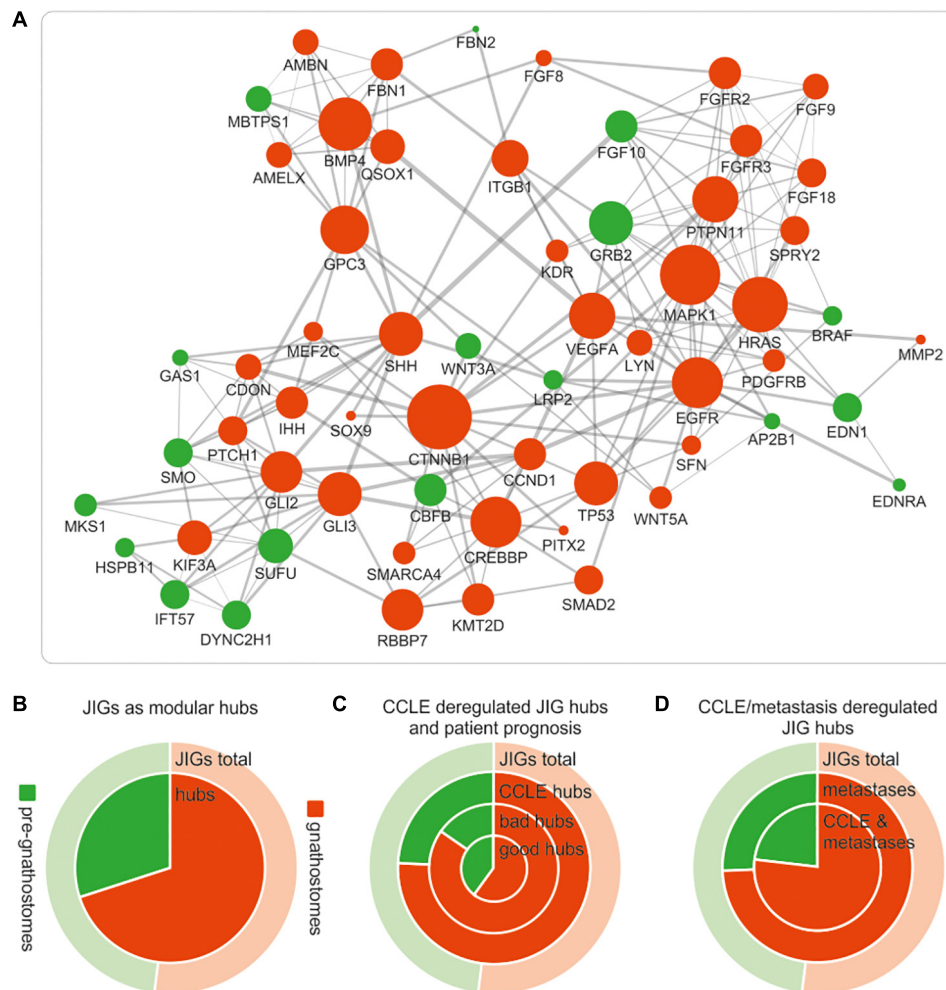 A
FBN2
AMBN
FBN1
FGF8
FGFR2
FGF9
MBTPS1
BMP4
QSOX1
AMELX
ITGB1
FGF10
FGFR3
FGF18
PTPN11
GPC3
GRB2
SPRY2
KDR
MAPK1
HRAS
BRAF
MEF2C
SHH
WNT3A
VEGFA
LYN
PDGFRB
MMP2
GAS1
CDON
IHH
SOX9
LRP2
EGFR
EDN1
PTCH1
CTNNB1
AP2B1
SMO
SFN
GLI2
CCND1
EDNRA
MKS1
GLI3
CBFB
TP53
WNT5A
HSPB11
KIF3A
SUFU
CREBBP
PITX2
SMARCA4
IFT57
DYNC2H1
RBBP7
KMT2D
SMAD2
B
JIGs as modular hubs
JIGs total
hubs
pre-gnathostomes
gnathostomes
C
CCLE deregulated JIG hubs
and patient prognosis
JIGs total
CCLE hubs
bad hubs
good hubs
D
CCLE/metastasis deregulated
JIG hubs
JIGs total
metastases
CCLE &
metastases